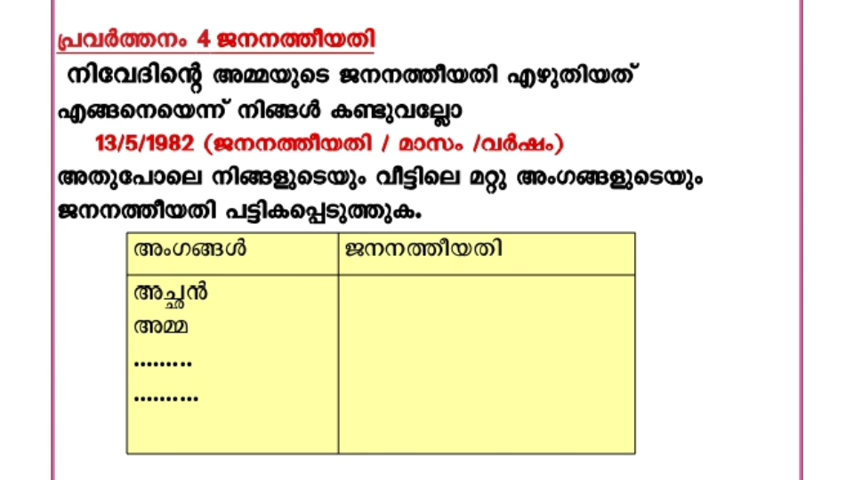 പ്രവർത്തനം 4 ജനനത്തീയതി
നിവേദിന്റെ അമ്മയുടെ ജനനത്തീയതി എഴുതിയത്
എങ്ങനെയെന്ന് നിങ്ങൾ കണ്ടുവല്ലോ
13/5/1982 (ജനനത്തീയതി / മാസം /വർഷം)
അതുപോലെ നിങ്ങളുടെയും വീട്ടിലെ മറ്റു അംഗങ്ങളുടെയും
ജനനത്തീയതി പട്ടികപ്പെടുത്തുക.
അംഗങ്ങൾ ജനനത്തീയതി
അച്ഛൻ
അമ്മ
.........
..........